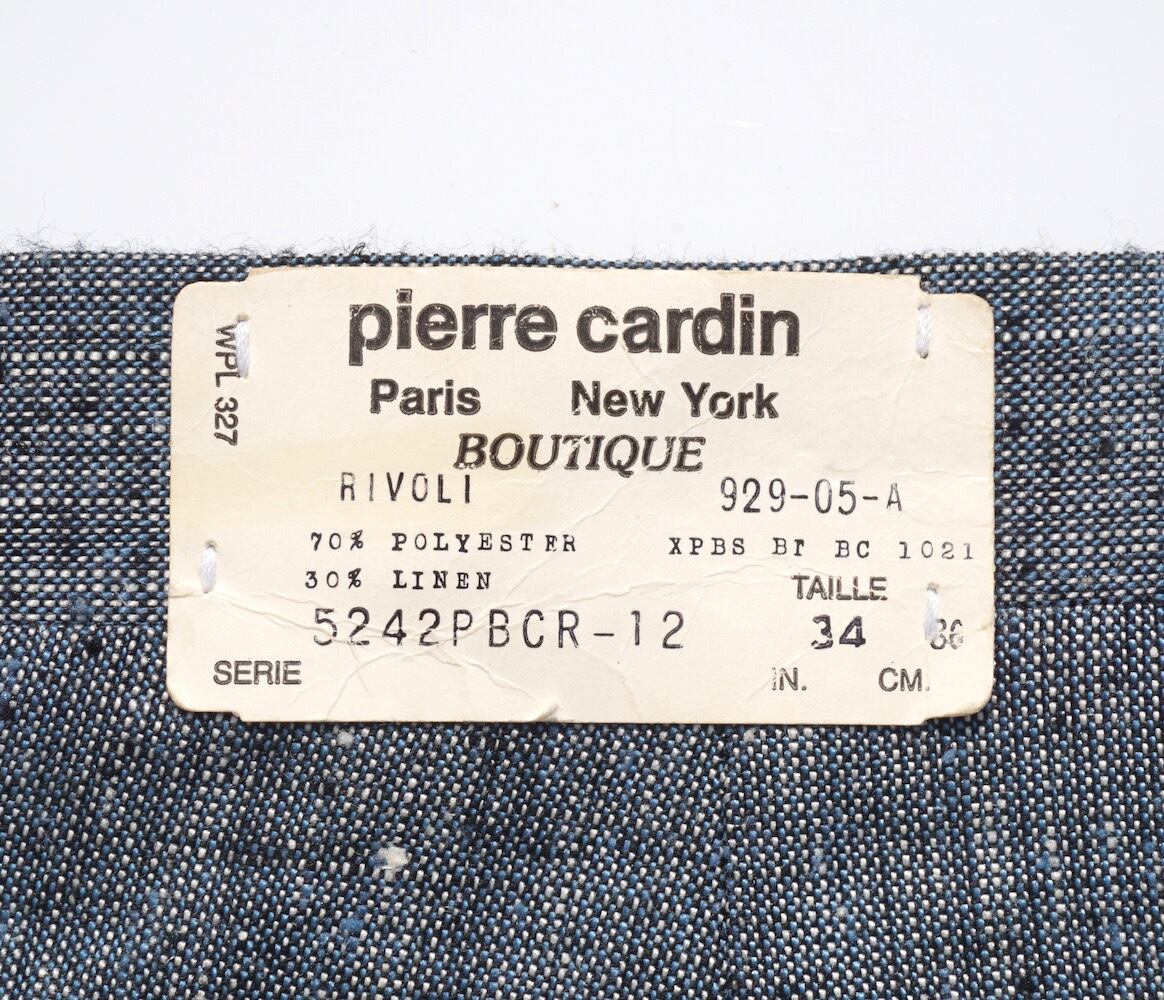 pierre cardin
Paris New York
BOUTIQUE
WPL 327
RIVOLI 929-05-A
70% POLYESTER XPBS BC 1021
30% LINEN
TAILLE
5242PBCR-12 34
SERIE IN. CM.